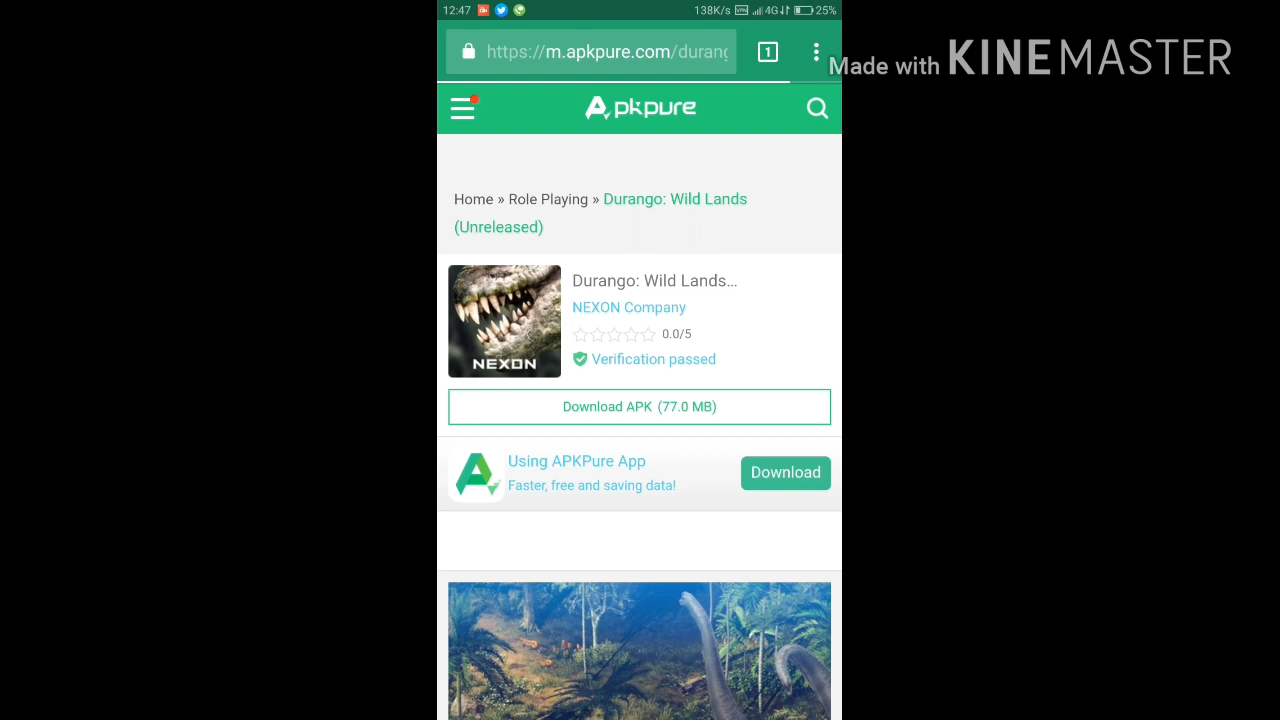 12:47 138K/s VPN 4G 25%
https://m.apkpure.com/durang 1
Made with KINEMASTER
Apkpure
Home » Role Playing » Durango: Wild Lands
(Unreleased)
Durango: Wild Lands...
NEXON Company
0.0/5
Verification passed
NEXON
Download APK (77.0 MB)
Using APKPure App
Faster, free and saving data!
Download